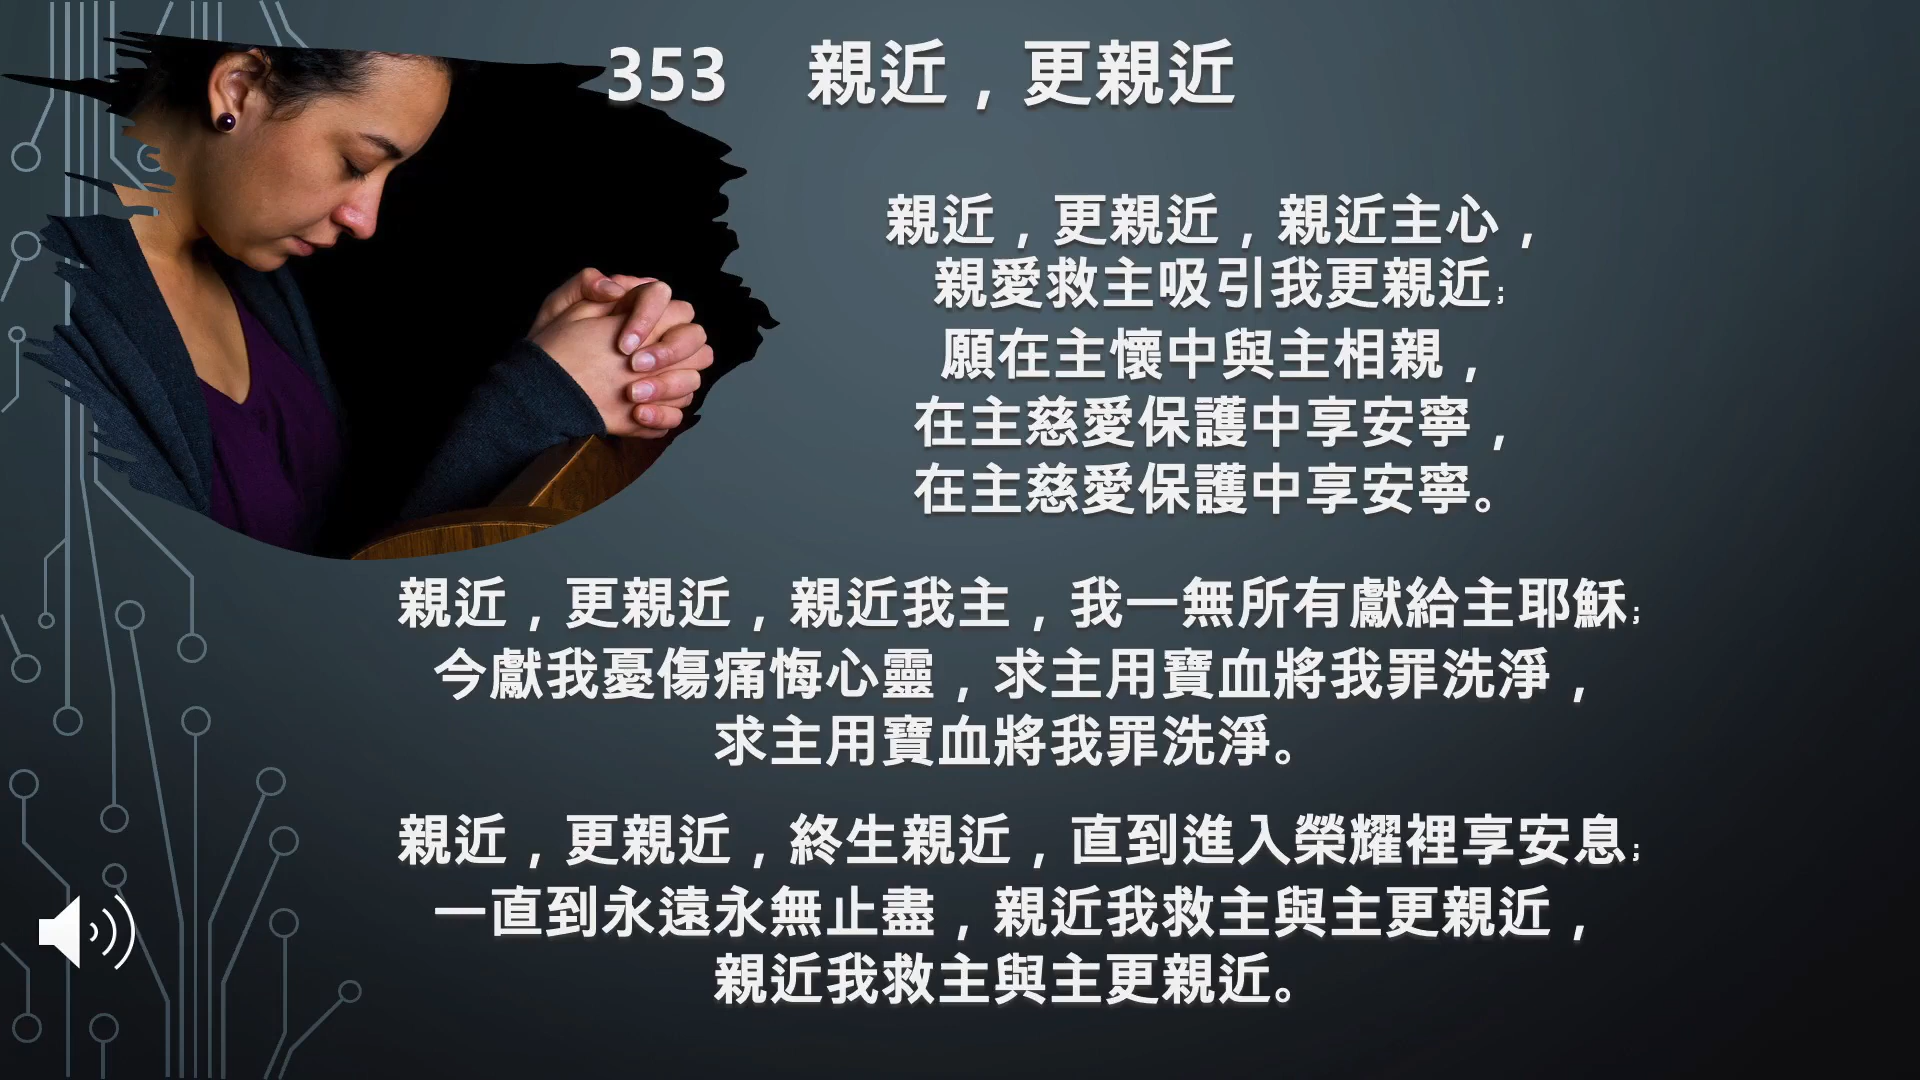 353 親近，更親近
親近，更親近，親近主心，
親愛救主吸引我更親近；
願在主懷中與主相親，
在主慈愛保護中享安寧，
在主慈愛保護中享安寧。
親近，更親近，親近我主，我一無所有獻給主耶穌；
今獻我憂傷痛悔心靈，求主用寶血將我罪洗淨，
求主用寶血將我罪洗淨。
親近，更親近，終生親近，直到進入榮耀裡享安息；
一直到永遠永無止盡，親近我救主與主更親近，
親近我救主與主更親近。